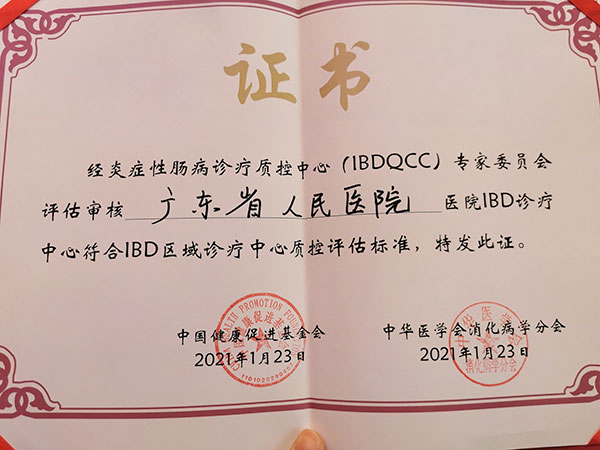 证书
经炎症性肠病诊疗质控中心（IBDQCC）专家委员会
评估审核 广东省人民医院 医院IBD诊疗
中心符合IBD区域诊疗中心质控评估标准，特发此证。
中国健康促进基金会
2021年1月23日
中华医学会消化病学分会
2021年1月23日